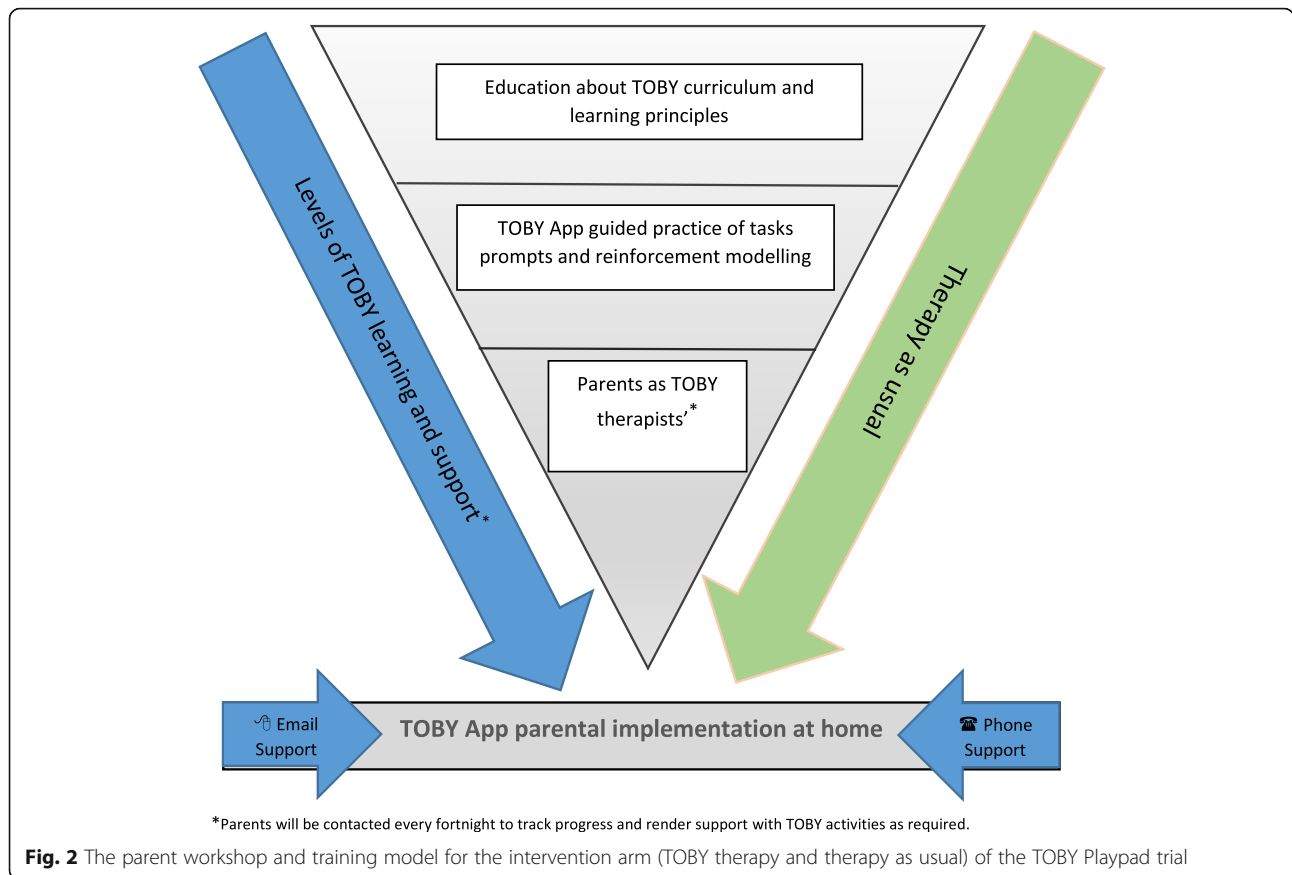 Education about TOBY curriculum and
learning principles
TOBY App guided practice of tasks
prompts and reinforcement modelling
Parents as TOBY
therapists’*
Levels of TOBY learning and support*
Therapy as usual
🖰 Email
Support
TOBY App parental implementation at home
☎ Phone
Support
*Parents will be contacted every fortnight to track progress and render support with TOBY activities as required.
Fig. 2 The parent workshop and training model for the intervention arm (TOBY therapy and therapy as usual) of the TOBY Playpad trial